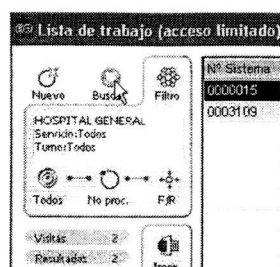 Lista de trabajo (acceso limitado)
Nuevo Buscar Filtro
HOSPITAL GENERAL
Servicio:Todos
Turno:Todos
Todos No proc. F/R
Visitas 2
Resultados 2
Nº Sistema
0000015
0003109